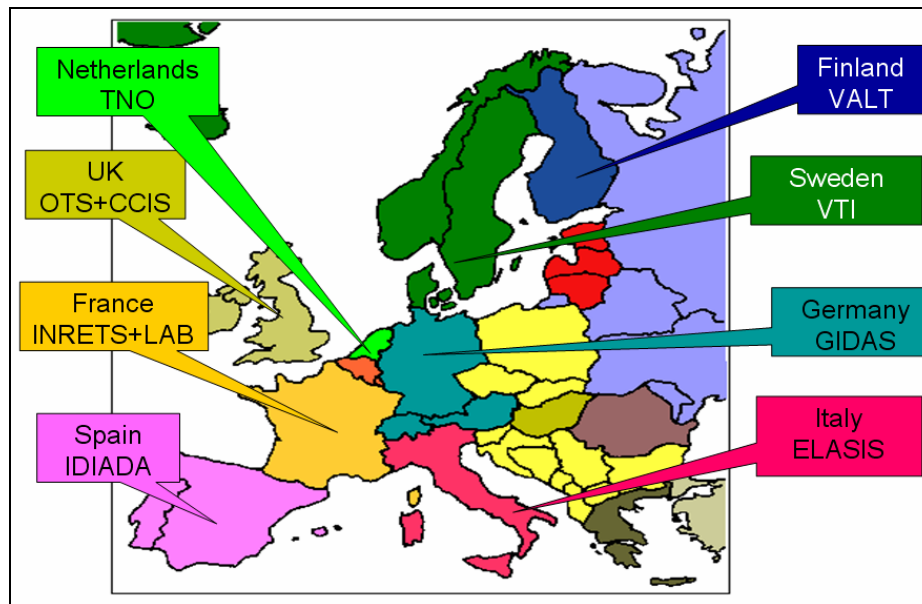 Netherlands
TNO
UK
OTS+CCIS
France
INRETS+LAB
Spain
IDIADA
Finland
VALT
Sweden
VTI
Germany
GIDAS
Italy
ELASIS